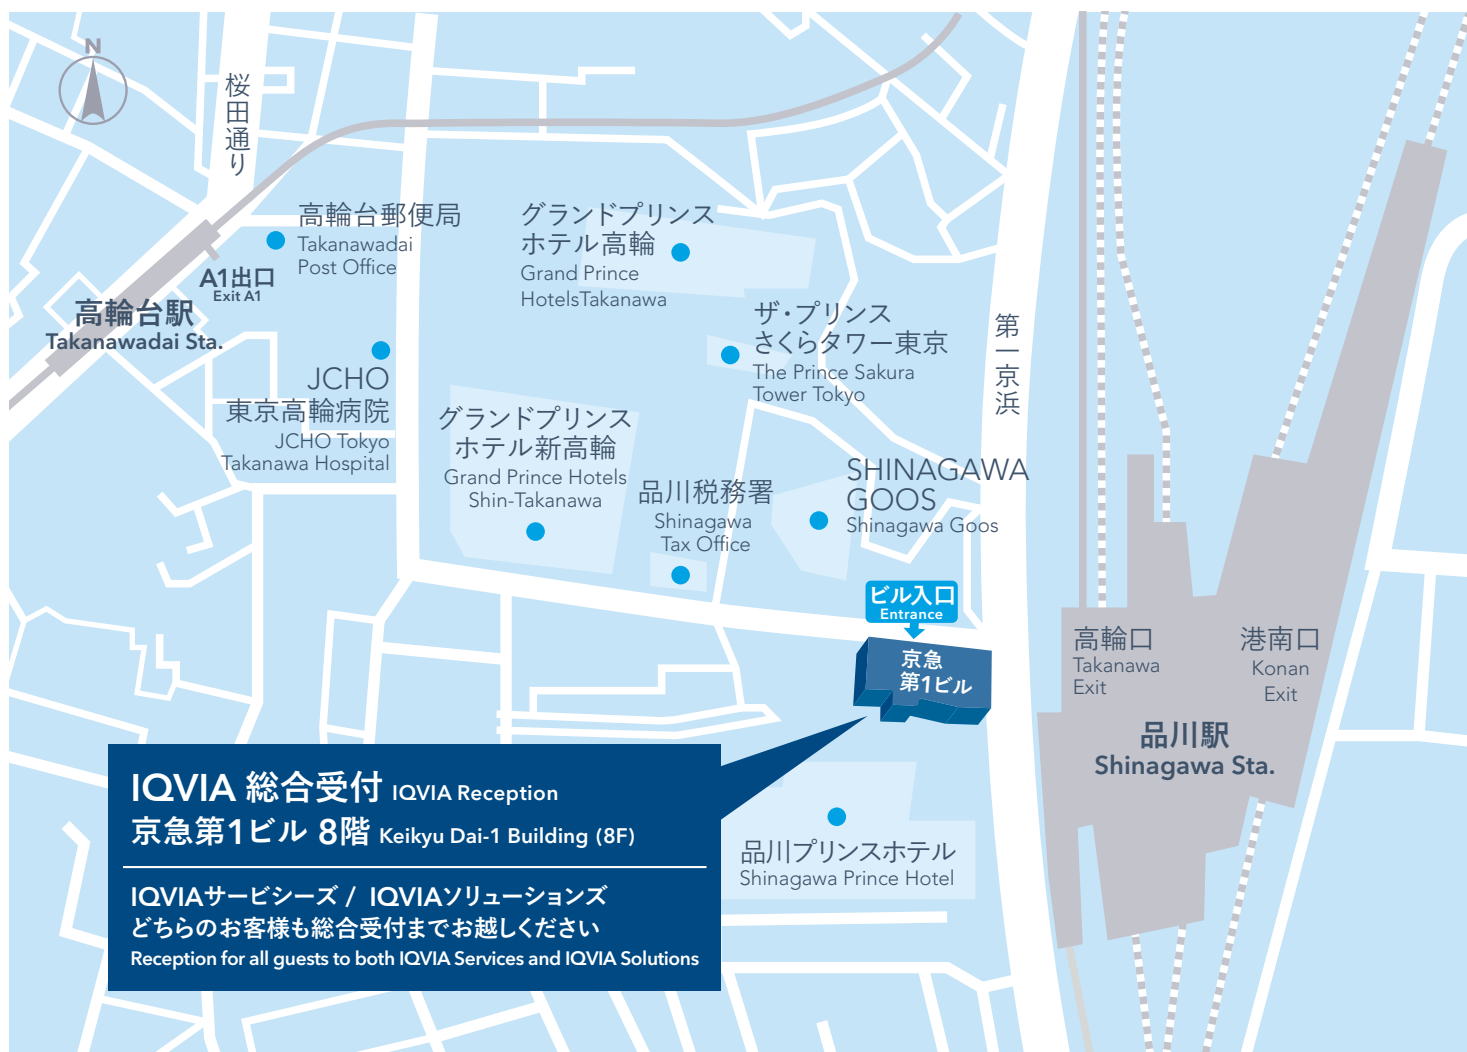 N
桜田通り
高輪台郵便局
Takanawadai
Post Office
A1出口
Exit A1
高輪台駅
Takanawadai Sta.
グランドプリンス
ホテル高輪
Grand Prince
HotelsTakanawa
ザ・プリンス
さくらタワー東京
The Prince Sakura
Tower Tokyo
第一京浜
JCHO
東京高輪病院
JCHO Tokyo
Takanawa Hospital
グランドプリンス
ホテル新高輪
Grand Prince Hotels
Shin-Takanawa
品川税務署
Shinagawa
Tax Office
SHINAGAWA
GOOS
Shinagawa Goos
ビル入口
Entrance
京急
第1ビル
高輪口
Takanawa
Exit
港南口
Konan
Exit
品川駅
Shinagawa Sta.
IQVIA 総合受付 IQVIA Reception
京急第1ビル 8階 Keikyu Dai-1 Building (8F)
IQVIAサービシーズ / IQVIAソリューションズ
どちらのお客様も総合受付までお越しください
Reception for all guests to both IQVIA Services and IQVIA Solutions
品川プリンスホテル
Shinagawa Prince Hotel